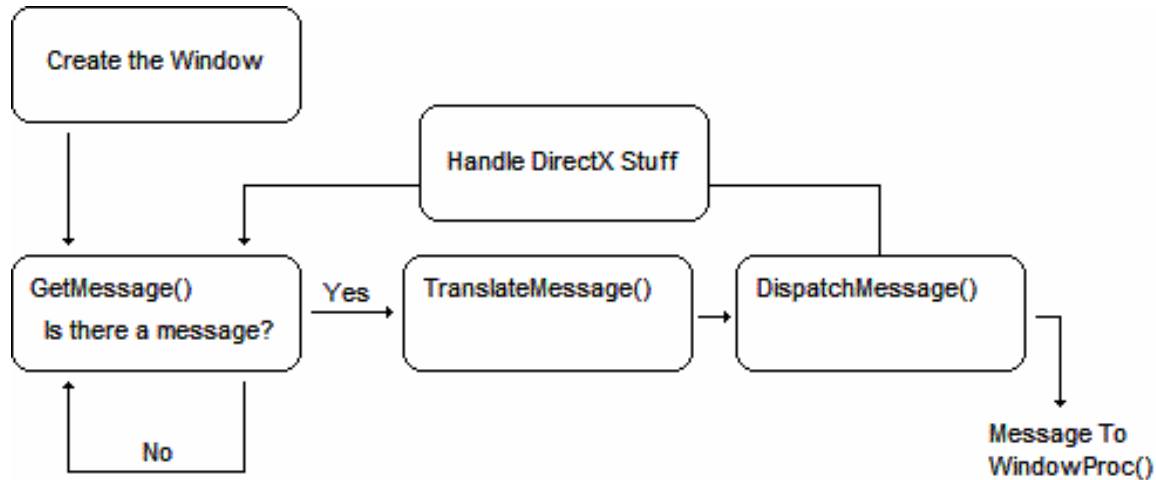 Create the Window
Handle DirectX Stuff
GetMessage()
Is there a message?
Yes
TranslateMessage()
DispatchMessage()
No
Message To
WindowProc()